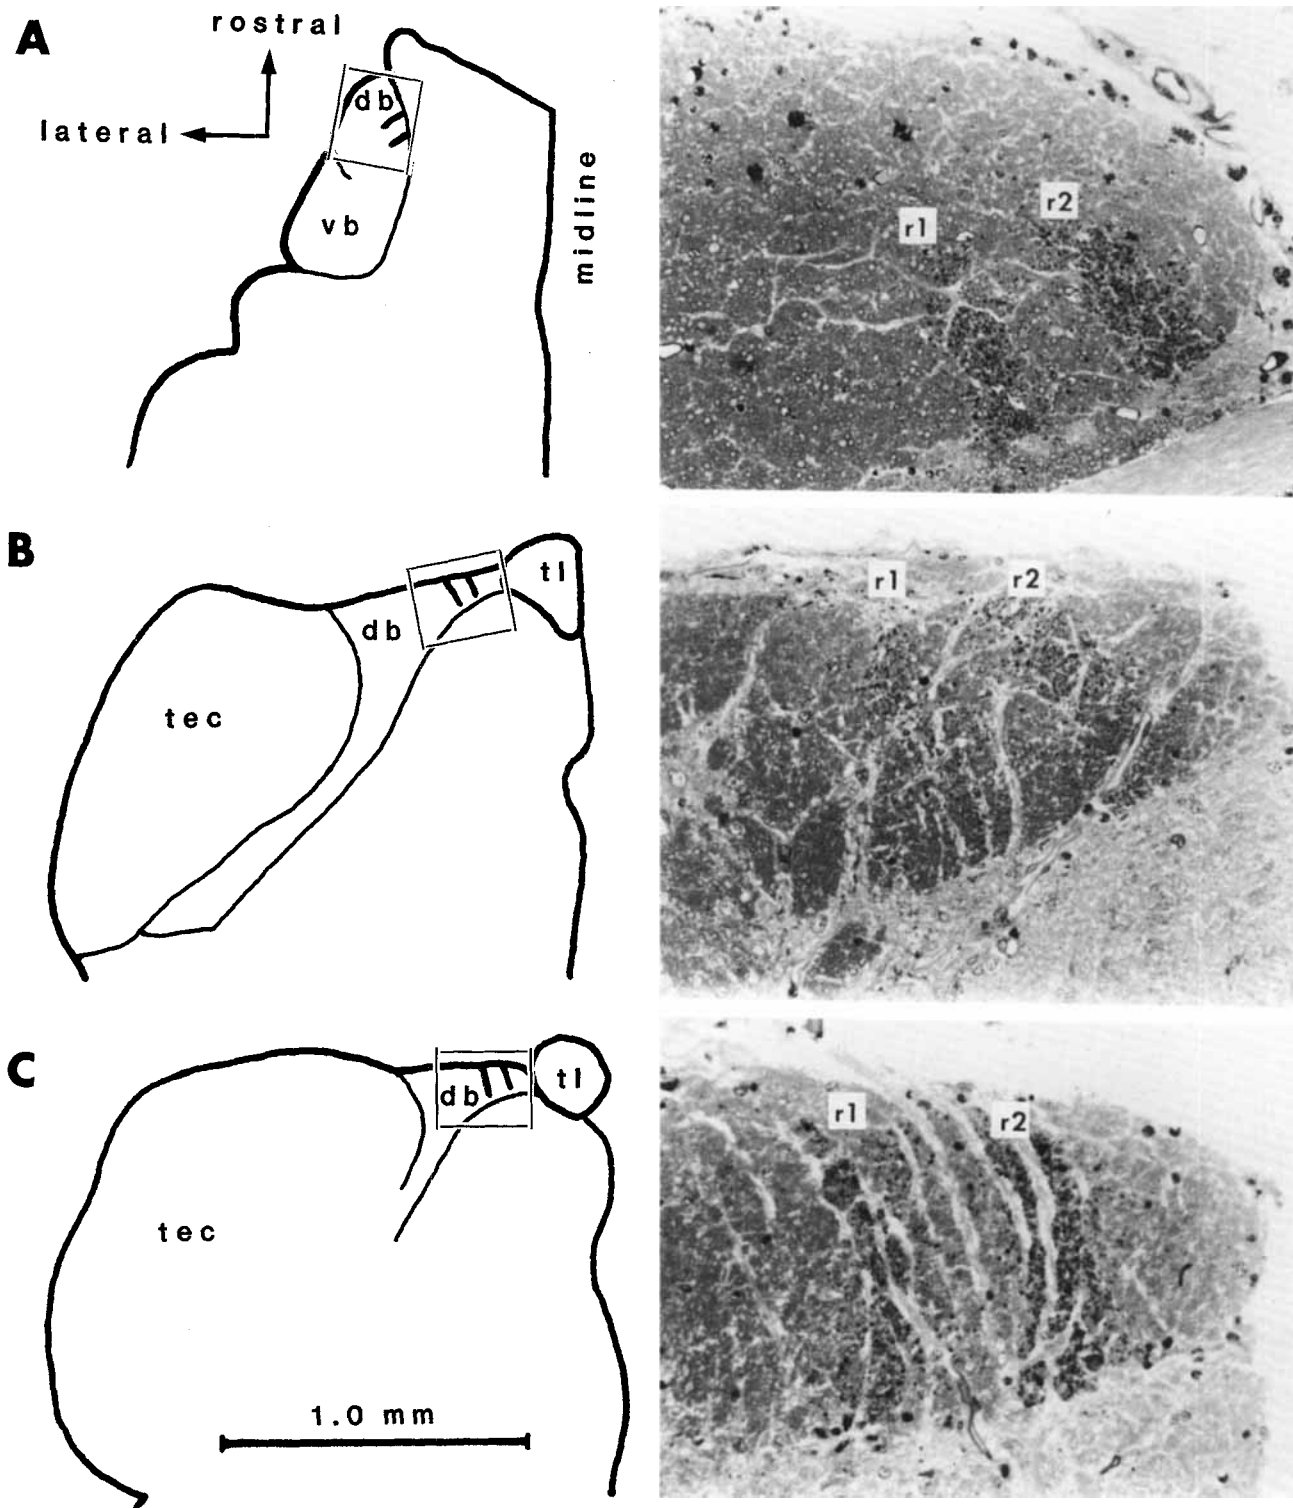 A
rostral
lateral
db
vb
midline
r1
r2
B
tl
db
tec
r1
r2
C
tl
db
tec
1.0 mm
r1
r2